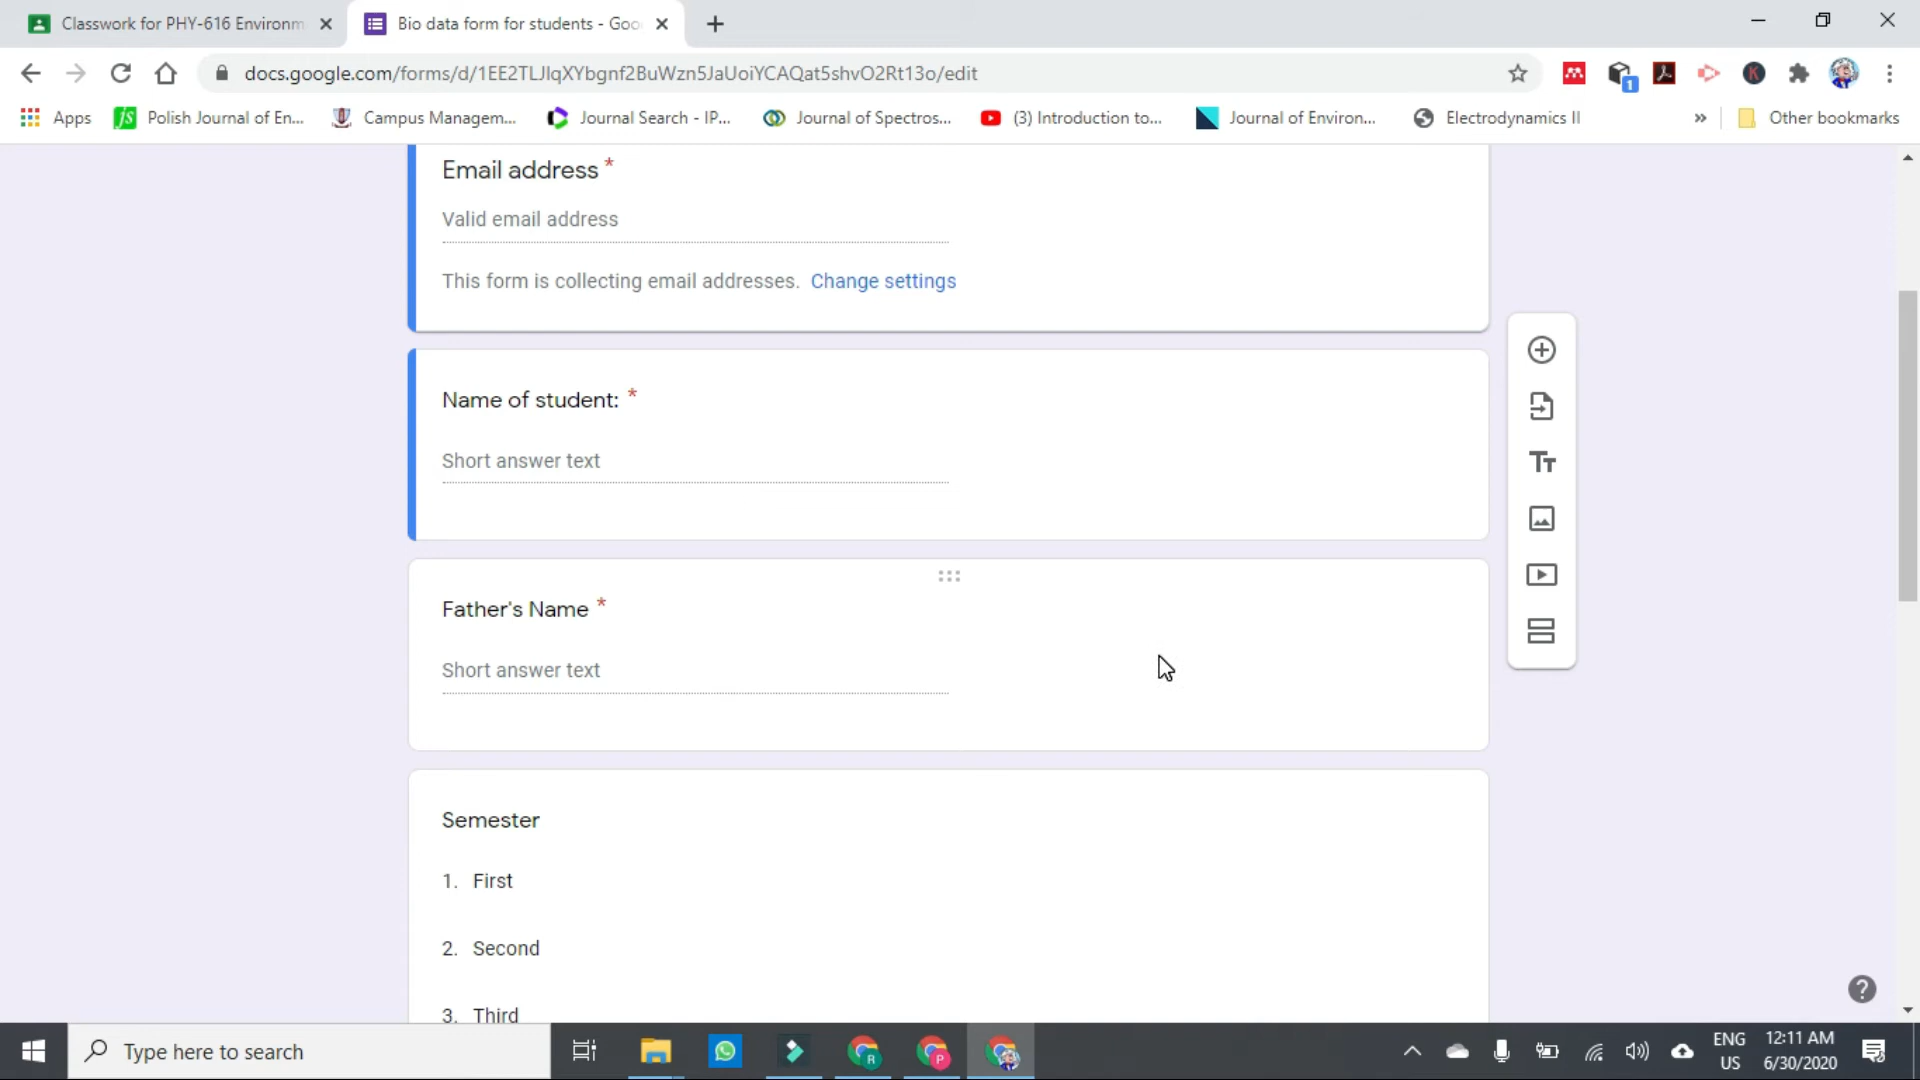 Classwork for PHY-616 Environm
Bio data form for students - Goo
docs.google.com/forms/d/1EE2TLJIqXYbgnf2BuWzn5JaUoiYCAQat5shvO2Rt13o/edit
1
K
Apps
js
Polish Journal of En...
Campus Managem...
Journal Search - IP...
Journal of Spectros...
(3) Introduction to...
Journal of Environ...
Electrodynamics II
»
Other bookmarks
Email address *
Valid email address
This form is collecting email addresses. Change settings
Name of student: *
Short answer text
Father's Name *
Short answer text
Semester
1. First
2. Second
3. Third
Type here to search
R
P
ENG
US
12:11 AM
6/30/2020